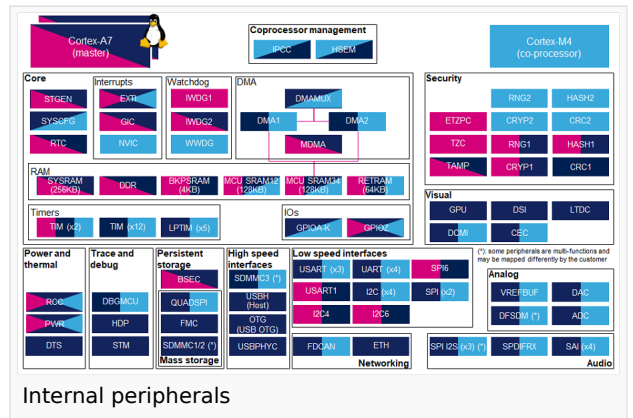 Cortex-A7
(master)
Coprocessor management
IPCC
HSEM
Cortex-M4
(co-processor)
Core
STGEN
SYSCFG
RTC
Interrupts
EXTI
GIC
NVIC
Watchdog
IWDG1
IWDG2
WWDG
DMA
DMAMUX
DMA1
DMA2
MDMA
Security
RNG2
HASH2
ETZPC
CRYP2
CRC2
TZC
RNG1
HASH1
TAMP
CRYP1
CRC1
RAM
SYSRAM
(256KB)
DDR
BKPSRAM
(4KB)
MCU SRAM12
(128KB)
MCU SRAM34
(128KB)
RETRAM
(64KB)
Timers
TIM (x2)
TIM (x12)
LPTIM (x5)
IOs
GPIOA-K
GPIOZ
Visual
GPU
DSI
LTDC
DCMI
CEC
Power and
thermal
RCC
PWR
DTS
Trace and
debug
DBGMCU
HDP
STM
Persistent
storage
BSEC
QUADSPI
FMC
SDMMC1/2 (*)
Mass storage
High speed
interfaces
SDMMC3 (*)
USBH
(Host)
OTG
(USB OTG)
USBPHYC
Low speed interfaces
USART (x3)
UART (x4)
SPI6
USART1
I2C (x4)
SPI (x2)
I2C4
I2C6
(*): some peripherals are multi-functions and
may be mapped differently by the customer
Analog
VREFBUF
DAC
DFSDM (*)
ADC
FDCAN
ETH
Networking
SPI I2S (x3) (*)
SPDIFRX
SAI (x4)
Audio
Internal peripherals